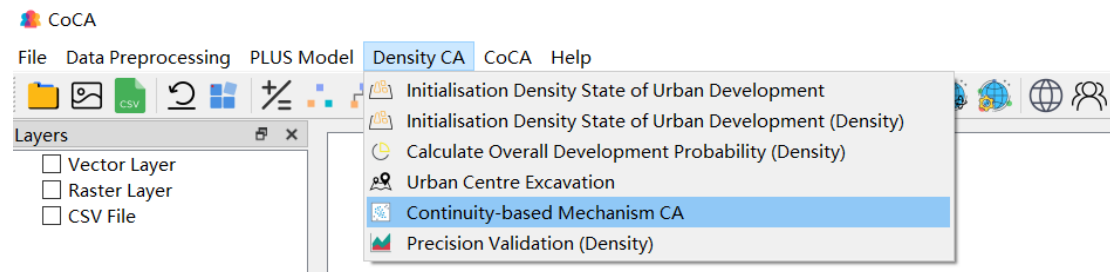 CoCA
File Data Preprocessing PLUS Model Density CA CoCA Help
csv
Initialisation Density State of Urban Development
Initialisation Density State of Urban Development (Density)
Calculate Overall Development Probability (Density)
Urban Centre Excavation
Continuity-based Mechanism CA
Precision Validation (Density)
Layers
Vector Layer
Raster Layer
CSV File